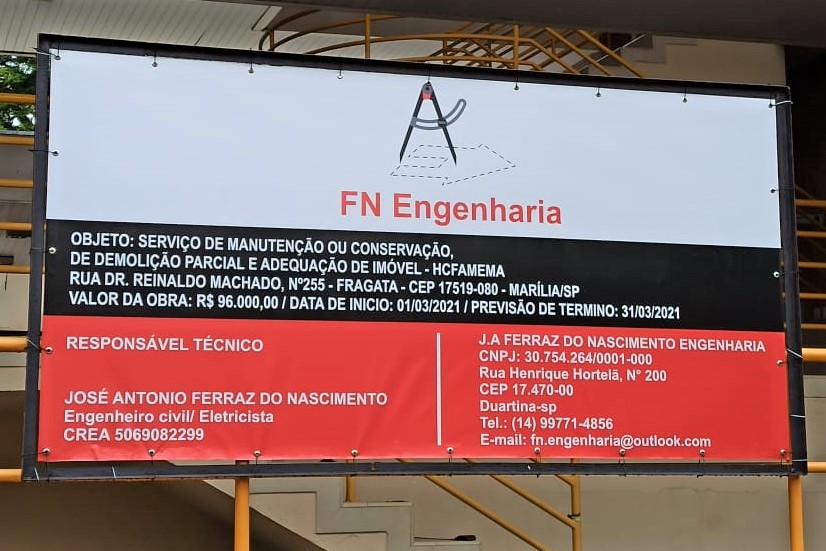 FN Engenharia
OBJETO: SERVIÇO DE MANUTENÇÃO OU CONSERVAÇÃO,
DE DEMOLIÇÃO PARCIAL E ADEQUAÇÃO DE IMÓVEL - HCFAMEMA
RUA DR. REINALDO MACHADO, Nº255 - FRAGATA - CEP 17519-080 - MARÍLIA/SP
VALOR DA OBRA: R$ 96.000,00 / DATA DE INICIO: 01/03/2021 / PREVISÃO DE TERMINO: 31/03/2021
RESPONSÁVEL TÉCNICO
JOSÉ ANTONIO FERRAZ DO NASCIMENTO
Engenheiro civil/ Eletricista
CREA 5069082299
J.A FERRAZ DO NASCIMENTO ENGENHARIA
CNPJ: 30.754.264/0001-000
Rua Henrique Hortelã, N° 200
CEP 17.470-00
Duartina-sp
Tel.: (14) 99771-4856
E-mail: fn.engenharia@outlook.com